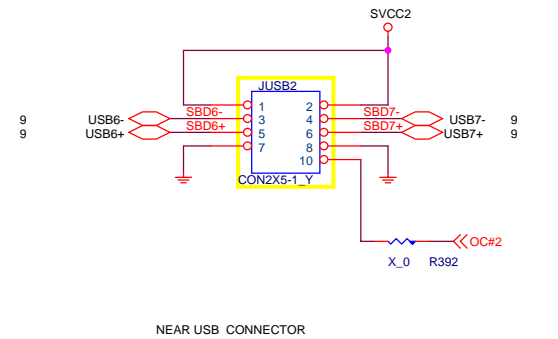 SVCC2
JUSB2
1 2
9 USB6- SBD6- 3 4 SBD7- USB7- 9
9 USB6+ SBD6+ 5 6 SBD7+ USB7+ 9
7 8
10
CON2X5-1_Y
OC#2
X_0 R392
NEAR USB CONNECTOR